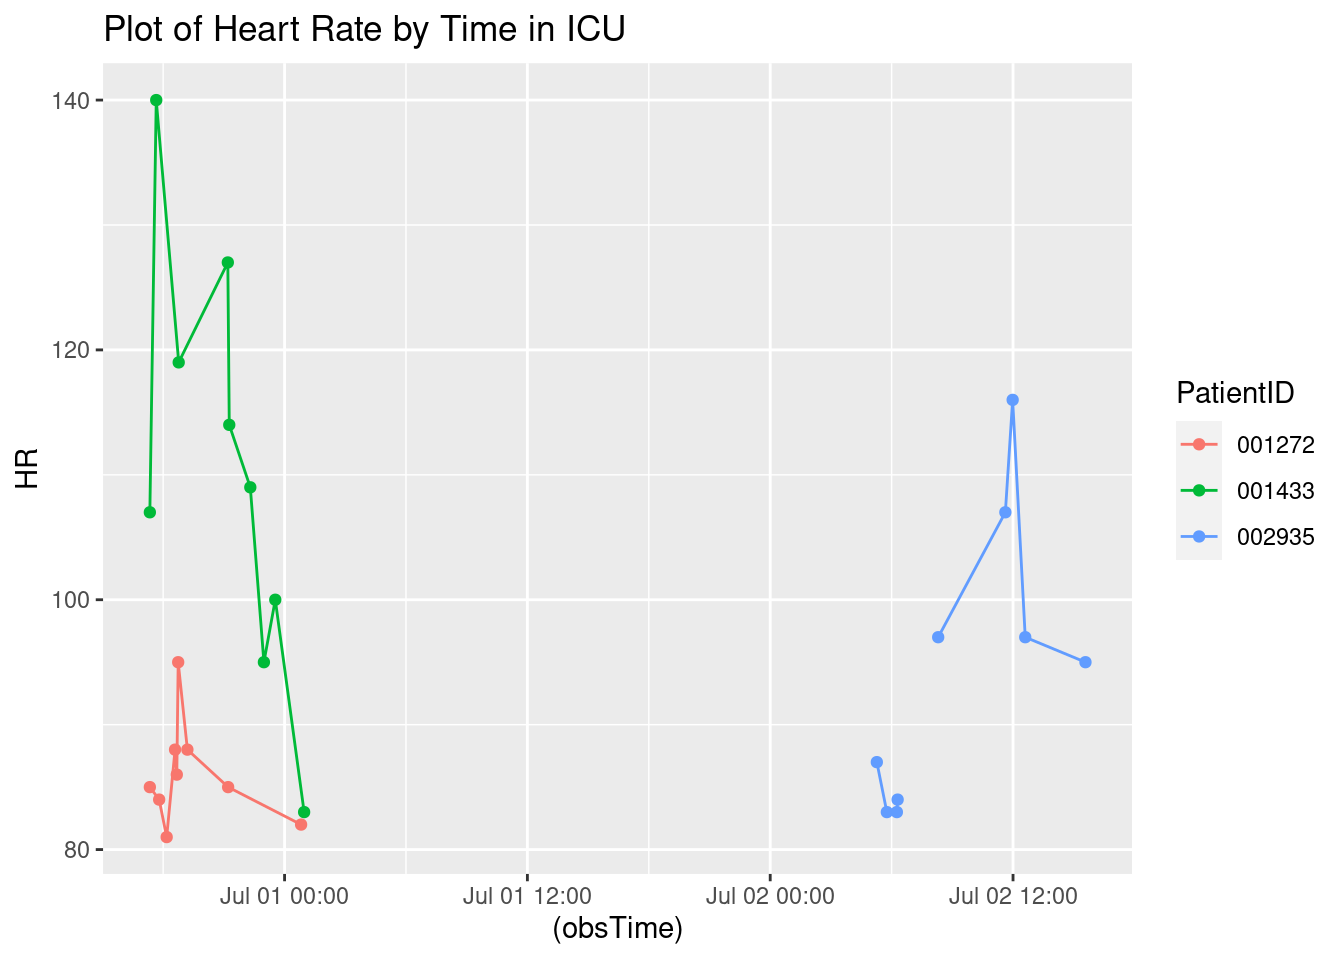 Plot of Heart Rate by Time in ICU
140
120
100
80
HR
Jul 01 00:00
Jul 01 12:00
Jul 02 00:00
Jul 02 12:00
(obsTime)
PatientID
001272
001433
002935